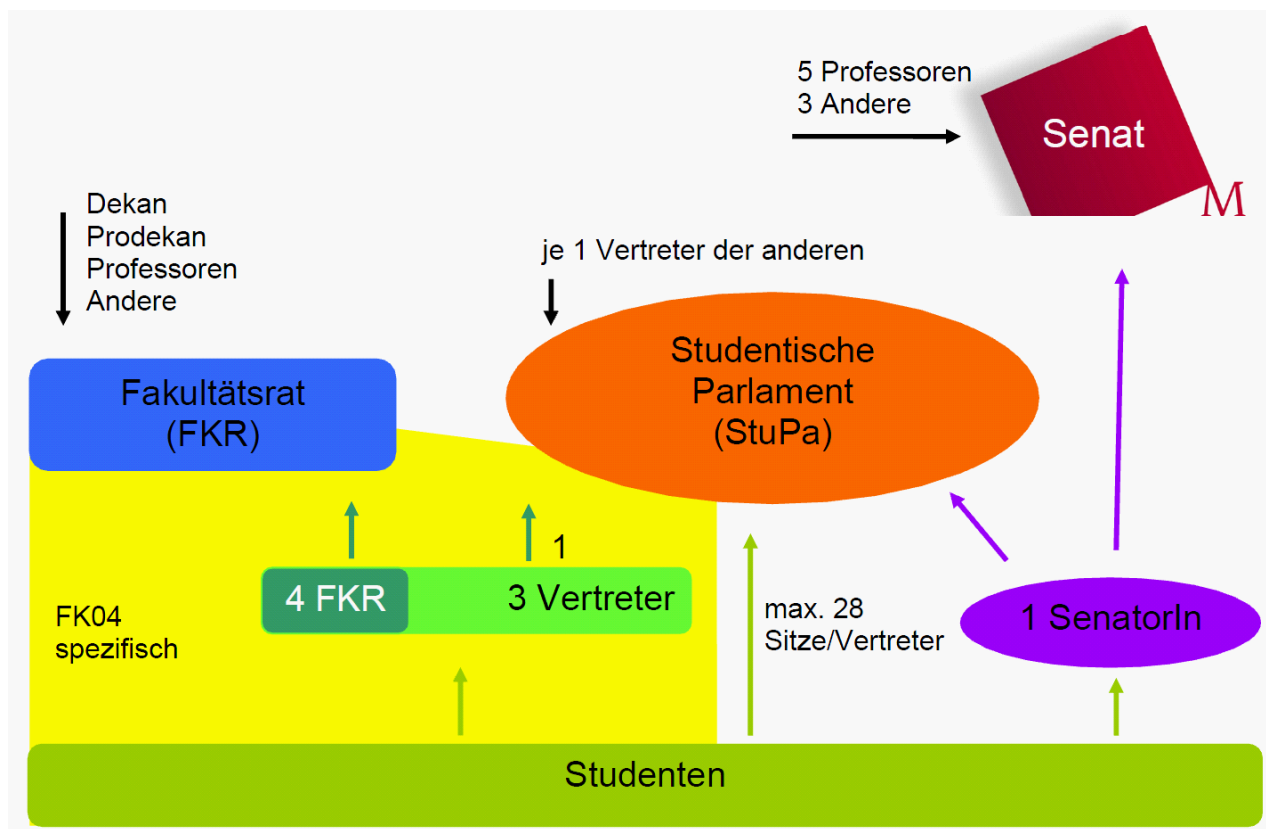 5 Professoren
3 Andere
Senat
M
Dekan
Prodekan
Professoren
Andere
je 1 Vertreter der anderen
Fakultätsrat
(FKR)
Studentische
Parlament
(StuPa)
1
4 FKR
3 Vertreter
FK04
spezifisch
max. 28
Sitze/Vertreter
1 SenatorIn
Studenten